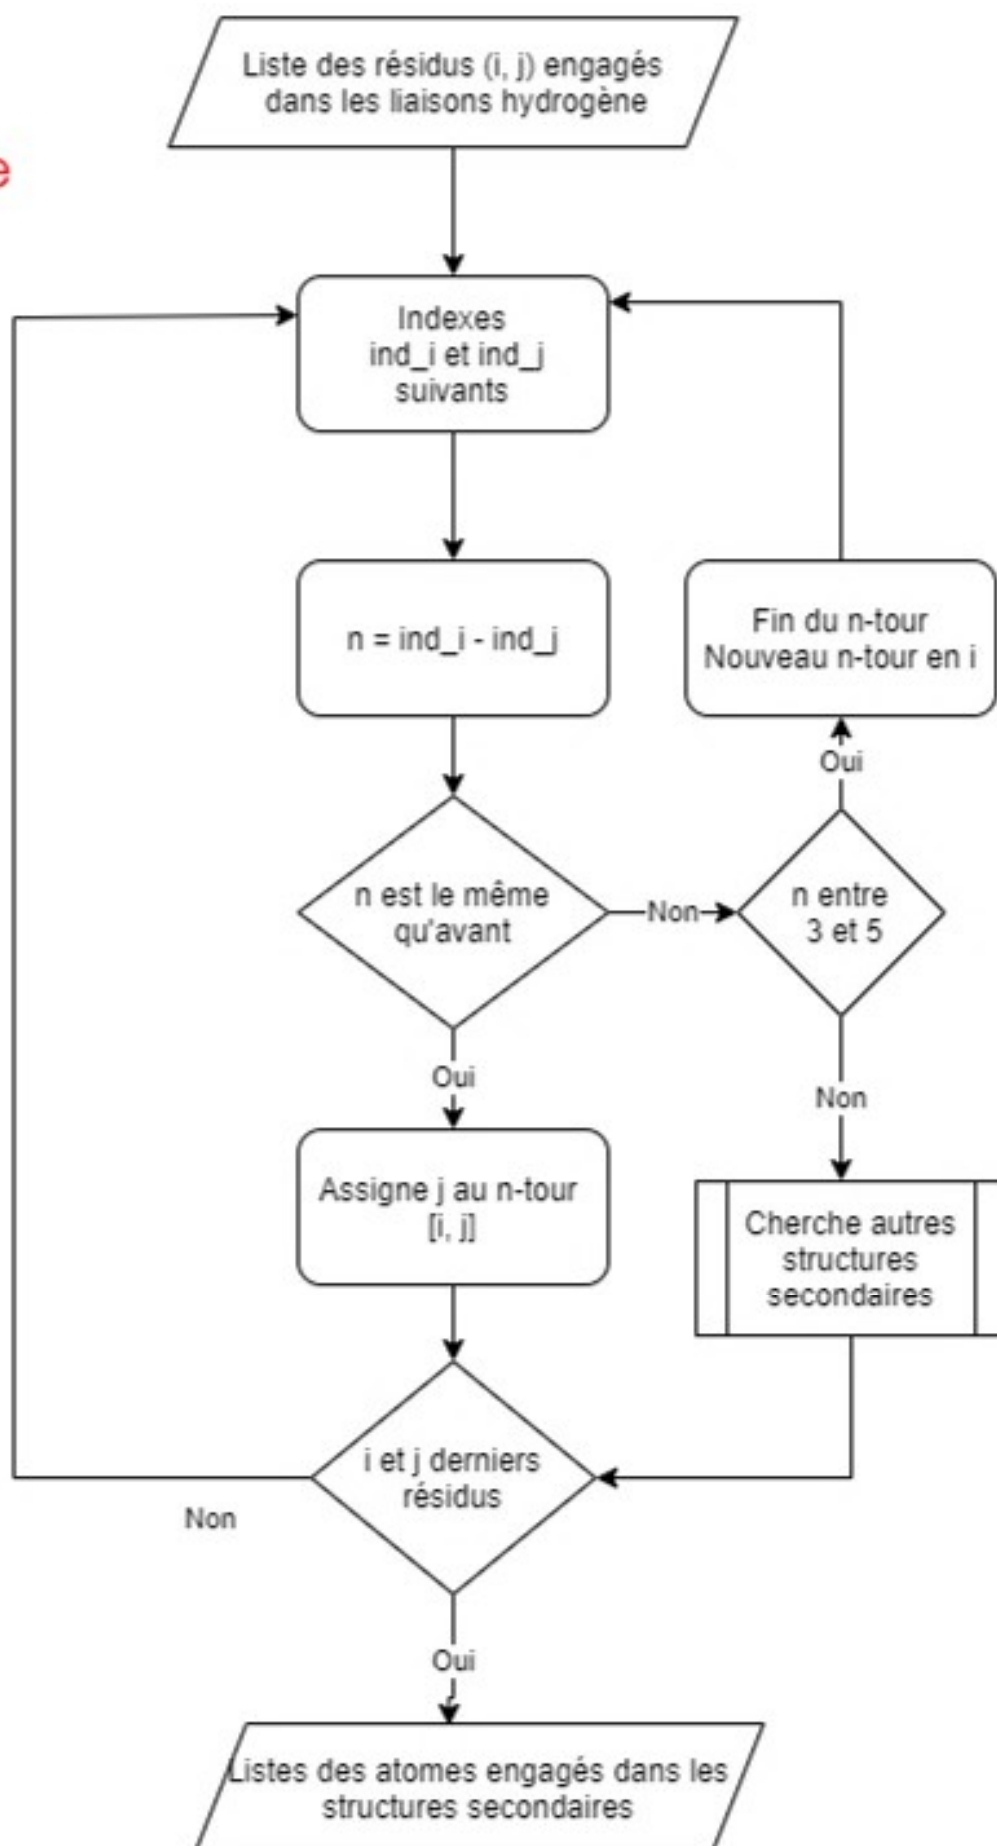 Liste des résidus (i, j) engagés
dans les liaisons hydrogène
e
Indexes
ind_i et ind_j
suivants
n = ind_i - ind_j
Fin du n-tour
Nouveau n-tour en i
Oui
n est le même
qu'avant
Non
n entre
3 et 5
Oui
Non
Assigne j au n-tour
[i, j]
Cherche autres
structures
secondaires
i et j derniers
résidus
Non
Oui
Listes des atomes engagés dans les
structures secondaires